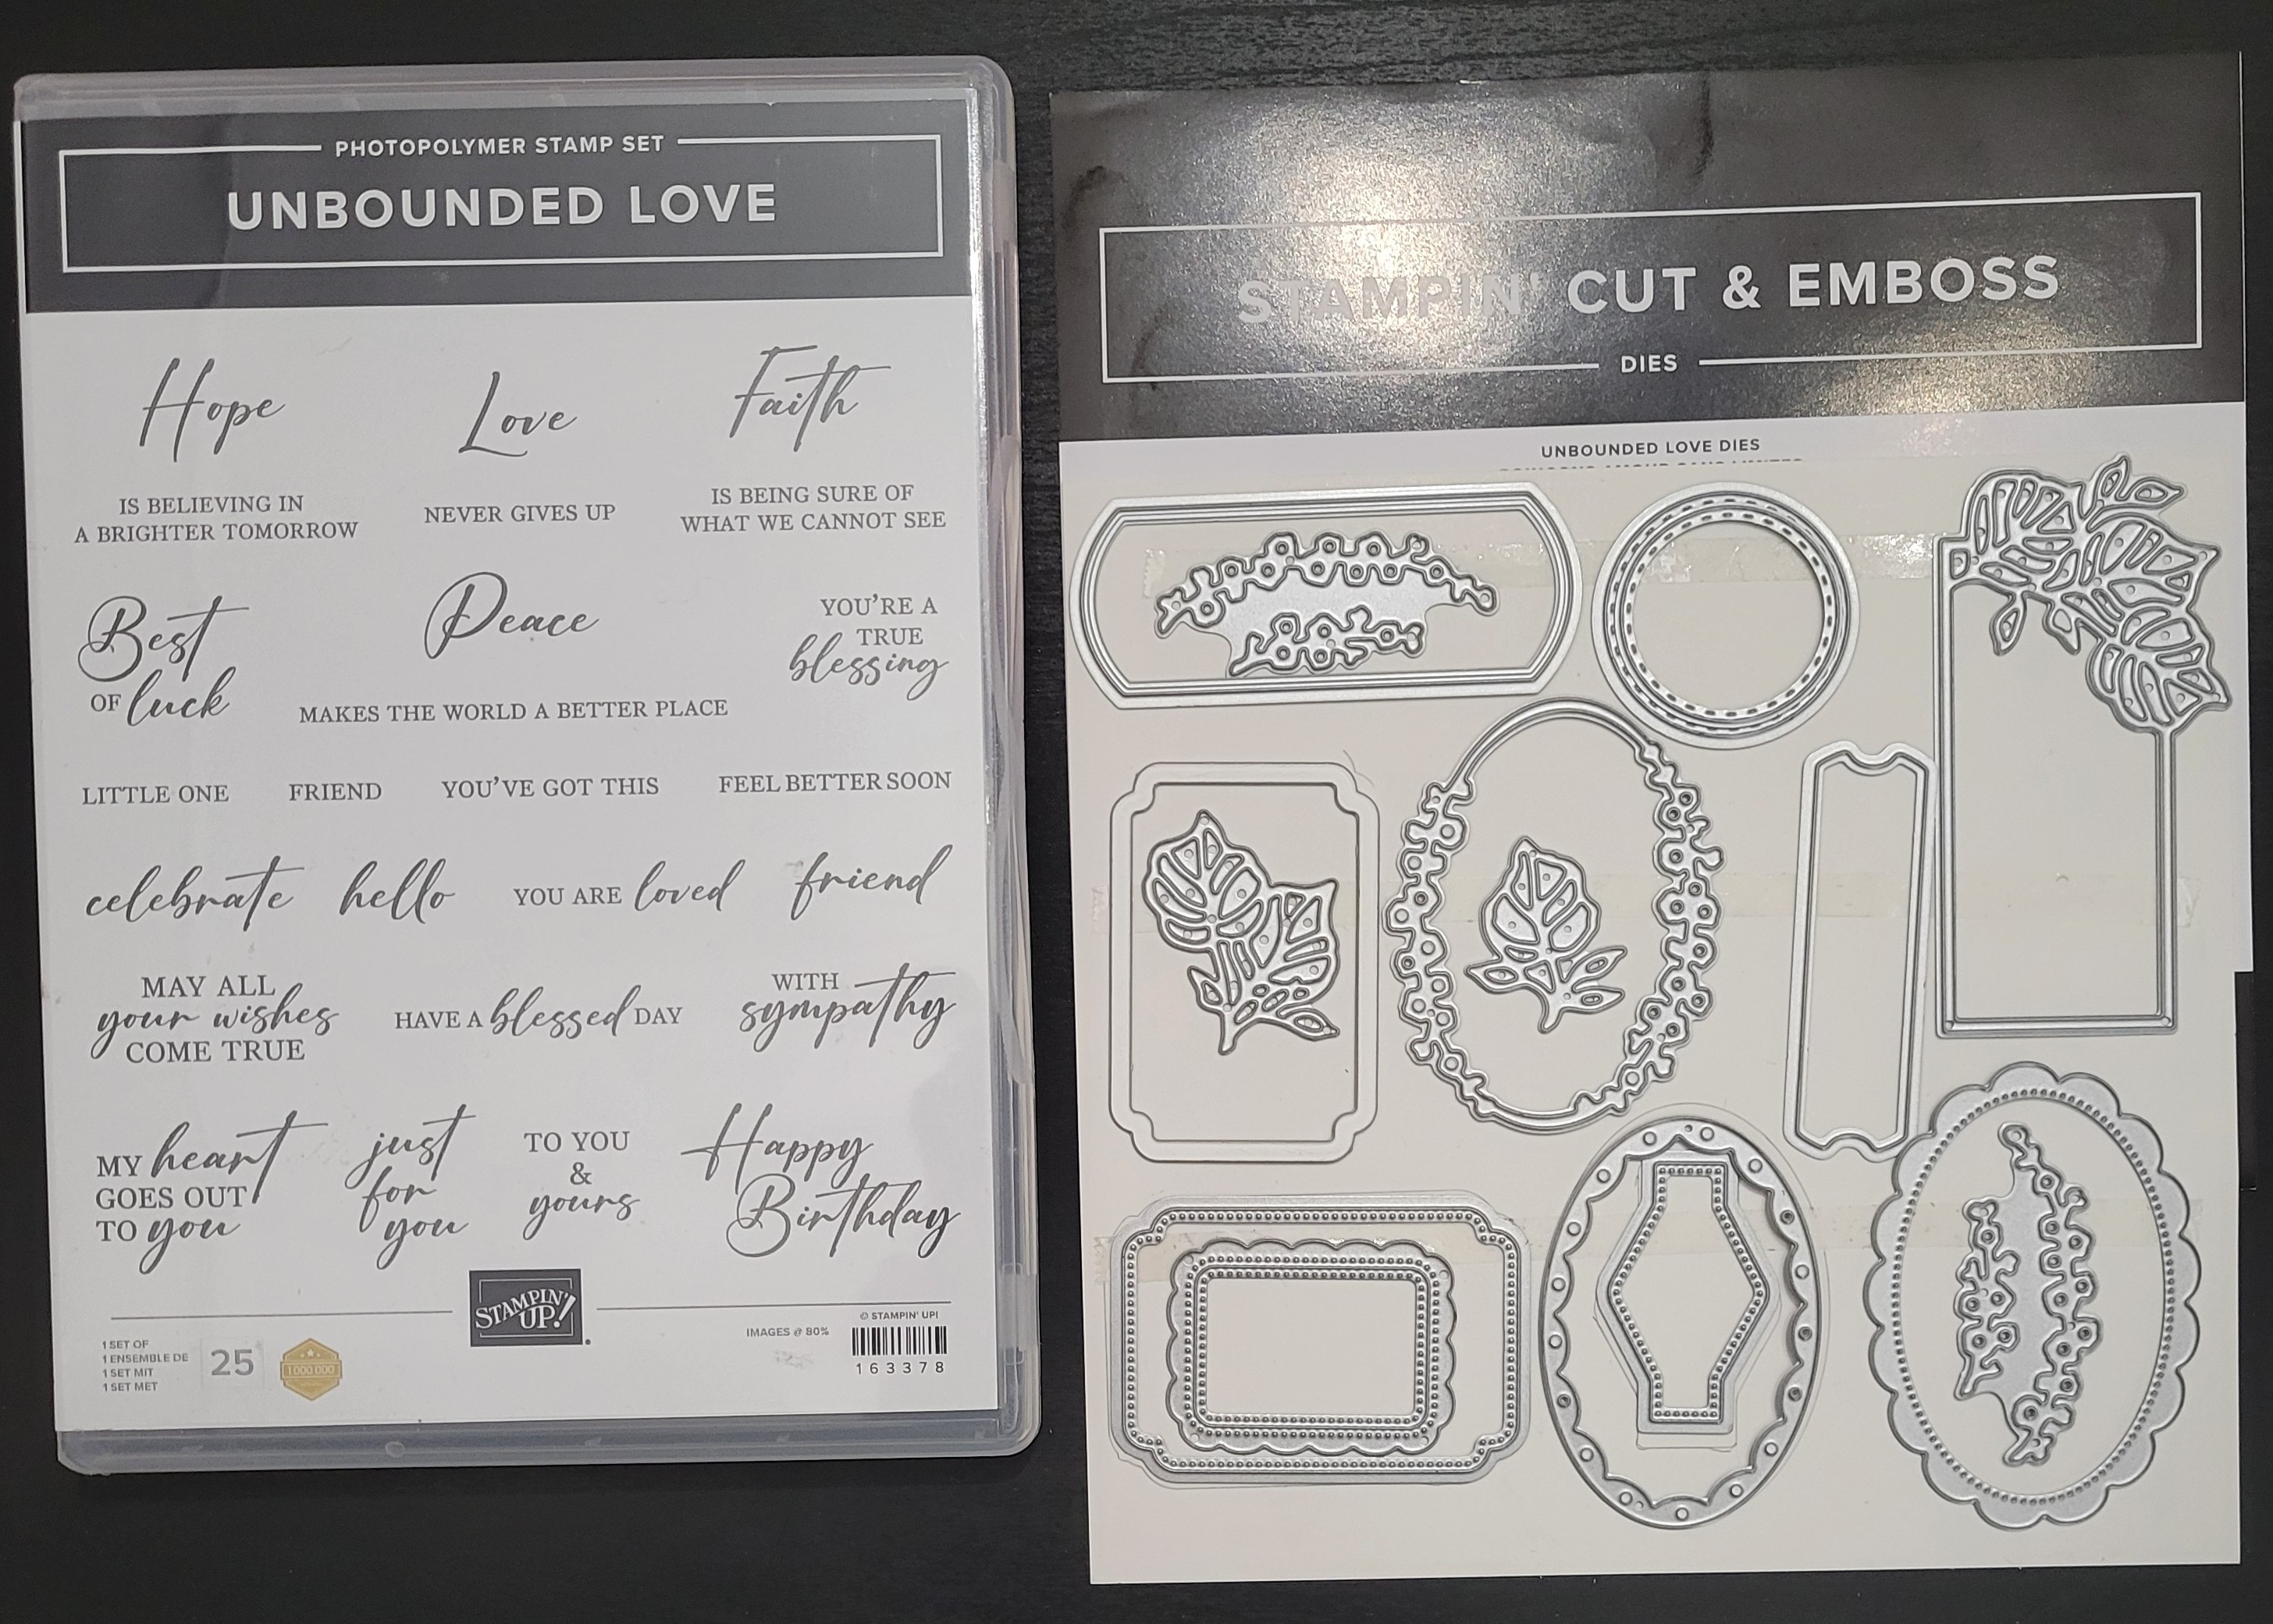 PHOTOPOLYMER STAMP SET
UNBOUNDED LOVE
Hope
Love
Faith
IS BELIEVING IN
A BRIGHTER TOMORROW
NEVER GIVES UP
IS BEING SURE OF
WHAT WE CANNOT SEE
Best
OF luck
Peace
MAKES THE WORLD A BETTER PLACE
YOU'RE A
TRUE
blessing
LITTLE ONE
FRIEND
YOU'VE GOT THIS
FEEL BETTER SOON
celebrate
hello
YOU ARE loved
friend
MAY ALL
your wishes
COME TRUE
HAVE A blessed DAY
WITH
sympathy
MY heart
GOES OUT
TO you
just
for
you
TO YOU
&
yours
Happy
Birthday
STAMPIN'
UP!
1 SET OF
1 ENSEMBLE DE
1 SET MIT
1 SET MET
25
1 000 000
IMAGES @ 80%
© STAMPIN' UP!
163378
STAMPIN' CUT & EMBOSS
DIES
UNBOUNDED LOVE DIES